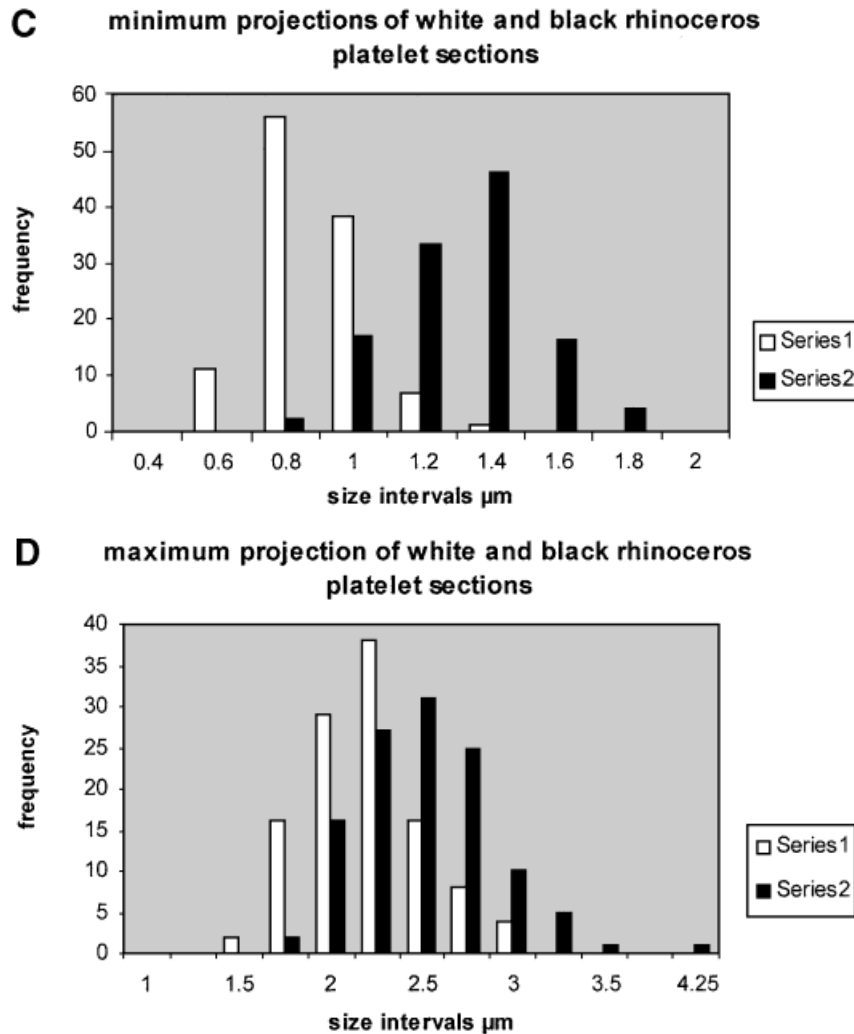 C
minimum projections of white and black rhinoceros
platelet sections
60
50
40
30
20
10
0
frequency
0.4 0.6 0.8 1 1.2 1.4 1.6 1.8 2
size intervals µm
Series1
Series2
D
maximum projection of white and black rhinoceros
platelet sections
40
35
30
25
20
15
10
5
0
frequency
1 1.5 2 2.5 3 3.5 4.25
size intervals µm
Series1
Series2